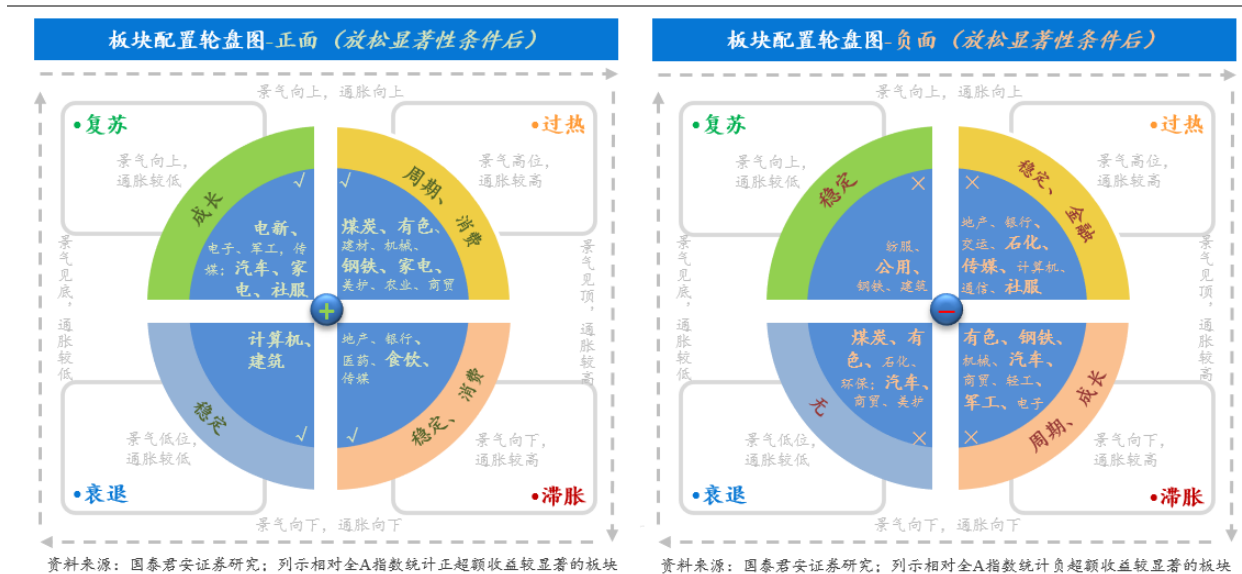 板块配置轮盘图-正面（放松显著性条件后）
景气向上，通胀向上
•复苏
•过热
景气向上，
通胀较低
景气高位，
通胀较高
成长
周期、消费
√
√
电新、
电子、军工，传
媒；汽车、家
电、社服
煤炭、有色、
建材、机械、
钢铁、家电、
美护、农业、商贸
景气见底，通胀较低
景气见顶，通胀较高
+
计算机、
建筑
地产、银行、
医药、食饮、
传媒
稳定
稳定、消费
√
√
景气低位，
通胀较低
景气向下，
通胀较高
•衰退
•滞胀
景气向下，通胀向下
资料来源：国泰君安证券研究；列示相对全A指数统计正超额收益较显著的板块
板块配置轮盘图-负面（放松显著性条件后）
景气向上，通胀向上
•复苏
•过热
景气向上，
通胀较低
景气高位，
通胀较高
稳定
稳定、金融
×
×
纺服、
公用、
钢铁、建筑
地产、银行、
交运、石化、
传媒、计算机、
通信、社服
景气见底，通胀较低
景气见顶，通胀较高
−
煤炭、有
色、石化、
环保；汽车、
商贸、美护
有色、钢铁、
机械、汽车、
商贸、轻工、
军工、电子
无
周期、成长
×
×
景气低位，
通胀较低
景气向下，
通胀较高
•衰退
•滞胀
景气向下，通胀向下
资料来源：国泰君安证券研究；列示相对全A指数统计负超额收益较显著的板块